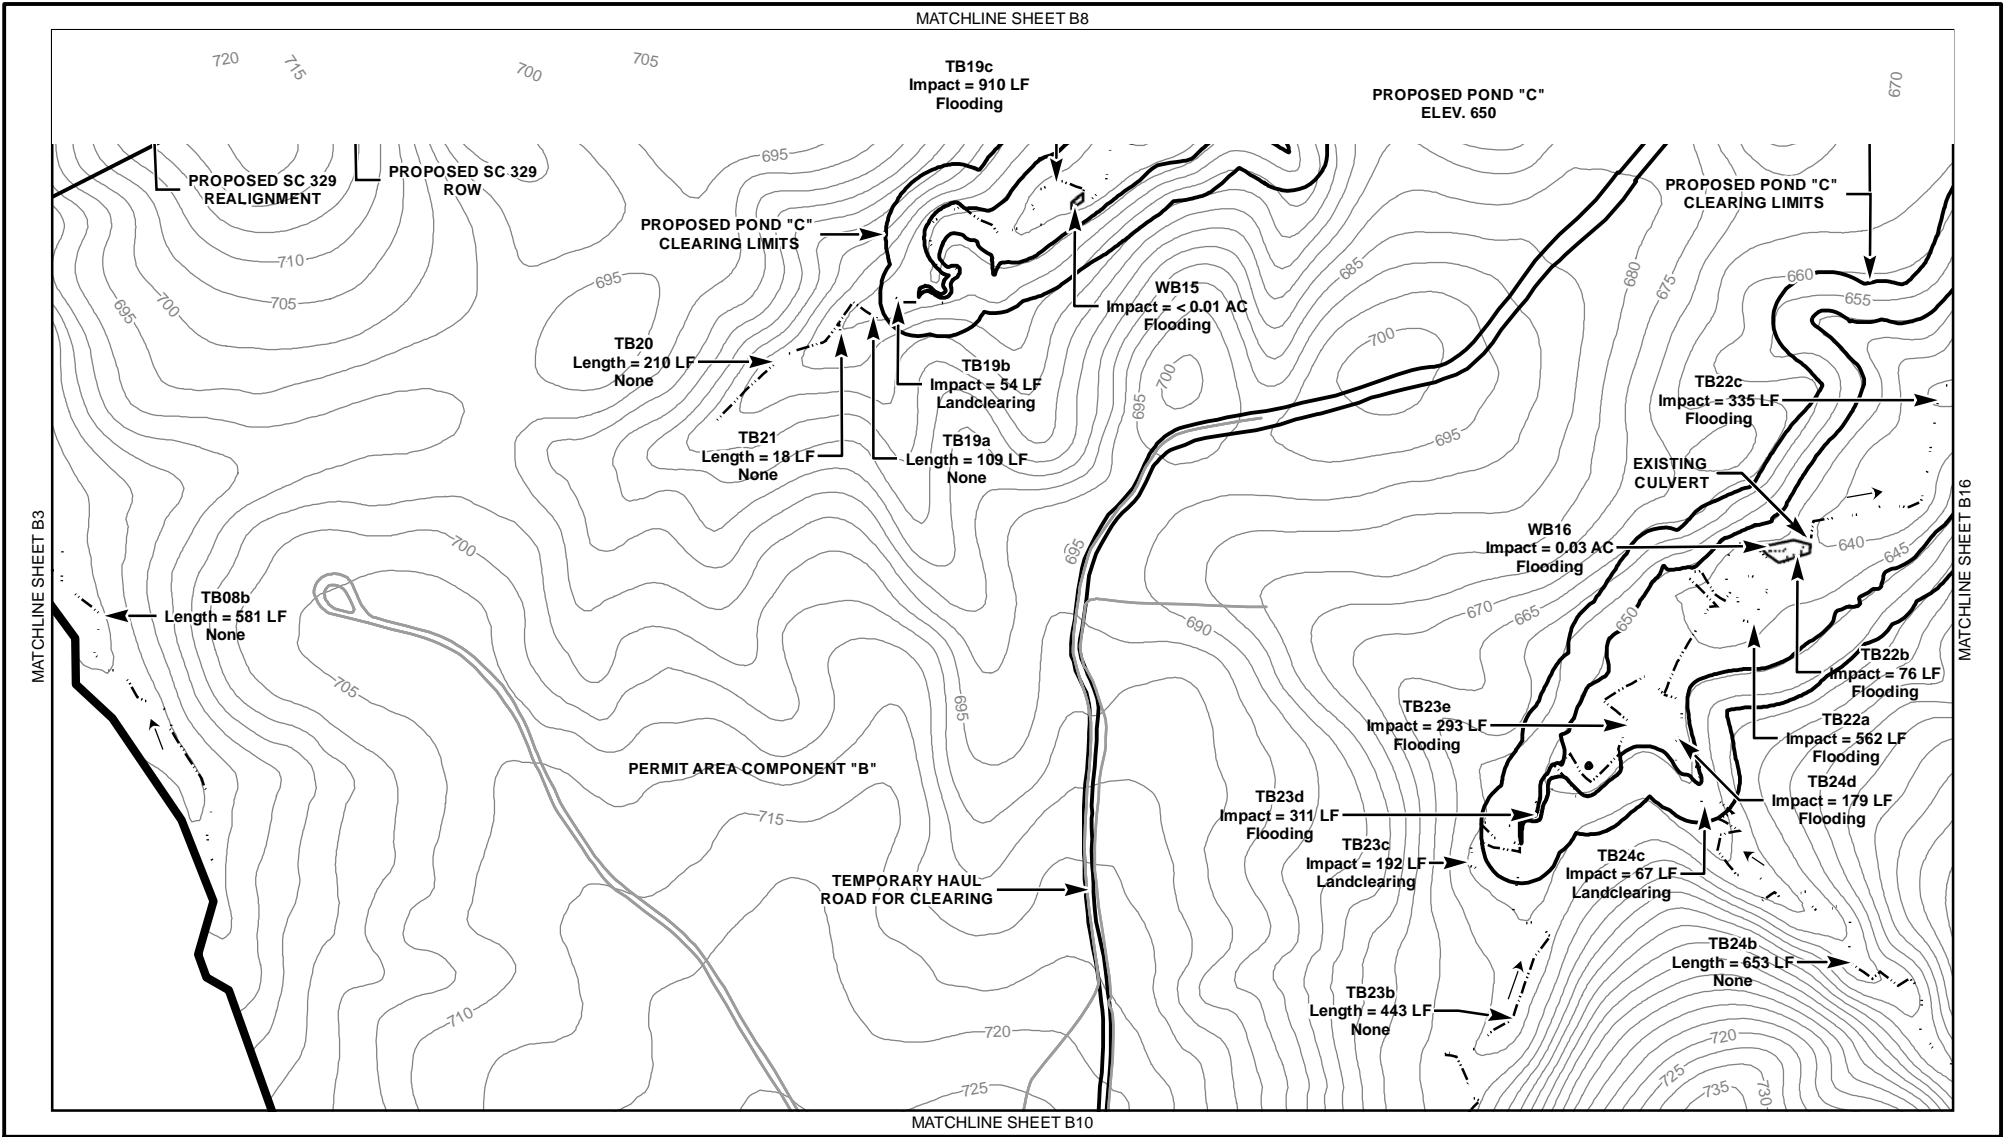 MATCHLINE SHEET B8
720
715
700
705
TB19c
Impact = 910 LF
Flooding
PROPOSED POND "C"
ELEV. 650
670
695
PROPOSED SC 329
REALIGNMENT
PROPOSED SC 329
ROW
PROPOSED POND "C"
CLEARING LIMITS
PROPOSED POND "C"
CLEARING LIMITS
710
705
700
695
695
685
680
675
660
655
WB15
Impact = < 0.01 AC
Flooding
TB20
Length = 210 LF
None
TB19b
Impact = 54 LF
Landclearing
700
700
695
695
TB22c
Impact = 335 LF
Flooding
TB21
Length = 18 LF
None
TB19a
Length = 109 LF
None
EXISTING
CULVERT
MATCHLINE SHEET B3
MATCHLINE SHEET B16
WB16
Impact = 0.03 AC
Flooding
640
645
700
695
TB08b
Length = 581 LF
None
690
670
665
650
TB22b
Impact = 76 LF
Flooding
705
695
TB23e
Impact = 293 LF
Flooding
TB22a
Impact = 562 LF
Flooding
PERMIT AREA COMPONENT "B"
TB24d
Impact = 179 LF
Flooding
715
TB23d
Impact = 311 LF
Flooding
TB23c
Impact = 192 LF
Landclearing
TB24c
Impact = 67 LF
Landclearing
TEMPORARY HAUL
ROAD FOR CLEARING
TB24b
Length = 653 LF
None
TB23b
Length = 443 LF
None
710
720
720
725
725
735
730
MATCHLINE SHEET B10